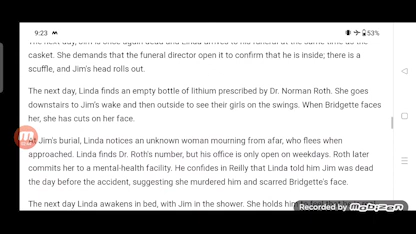 9:23 53%
The next day, Jim is once again dead and Linda arrives to his funeral at the same time as the
casket. She demands that the funeral director open it to confirm that he is inside; there is a
scuffle, and Jim's head rolls out.
The next day, Linda finds an empty bottle of lithium prescribed by Dr. Norman Roth. She goes
downstairs to Jim's wake and then outside to see their girls on the swings. When Bridgette faces
her, she has cuts on her face.
At Jim's burial, Linda notices an unknown woman mourning from afar, who flees when
approached. Linda finds Dr. Roth's number, but his office is only open on weekdays. Roth later
commits her to a mental-health facility. He confides in Reilly that Linda told him Jim was dead
the day before the accident, suggesting she murdered him and scarred Bridgette's face.
The next day Linda awakens in bed, with Jim in the shower. She holds him
Recorded by Mobizen